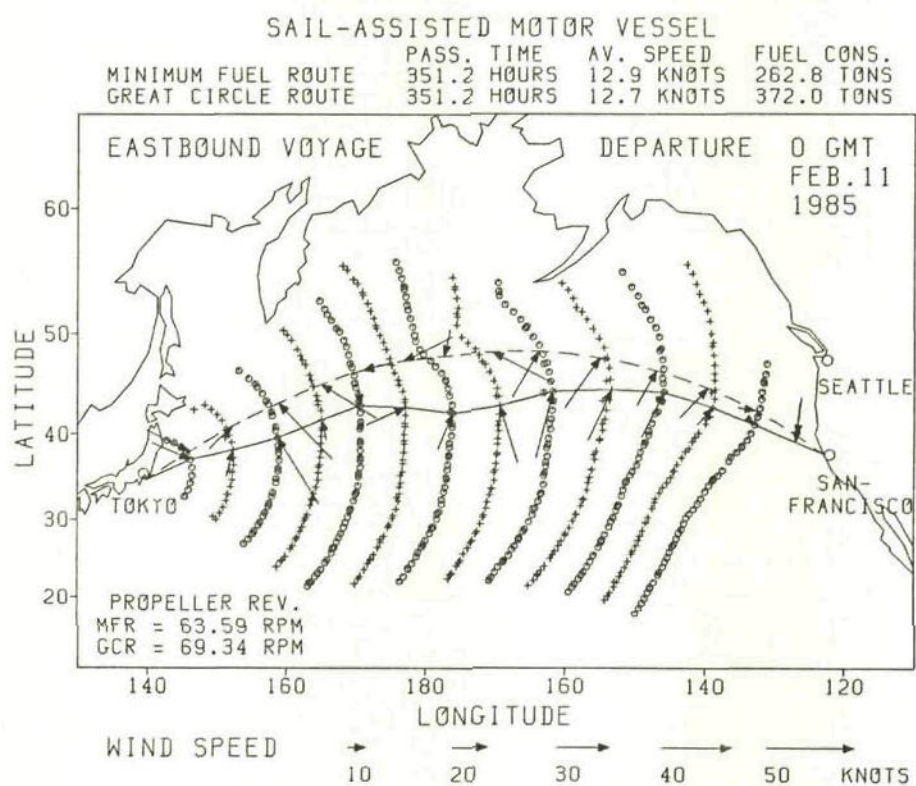 SAIL-ASSISTED MOTOR VESSEL
PASS. TIME AV. SPEED FUEL CONS.
MINIMUM FUEL ROUTE 351.2 HOURS 12.9 KNOTS 262.8 TONS
GREAT CIRCLE ROUTE 351.2 HOURS 12.7 KNOTS 372.0 TONS
EASTBOUND VOYAGE DEPARTURE 0 GMT
FEB.11
1985
60
50
40
30
20
LATITUDE
SEATTLE
SAN-
FRANCISCO
TOKYO
PROPELLER REV.
MFR = 63.59 RPM
GCR = 69.34 RPM
140 160 180 160 140 120
LONGITUDE
WIND SPEED
10 20 30 40 50 KNOTS